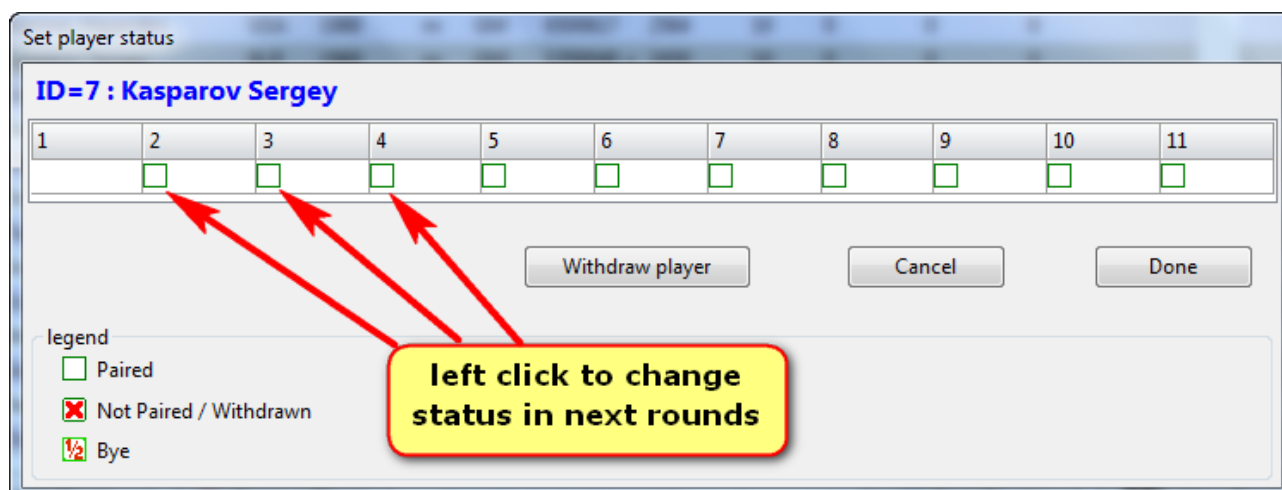 Set player status
ID=7 : Kasparov Sergey
1 2 3 4 5 6 7 8 9 10 11
Withdraw player Cancel Done
legend
Paired
Not Paired / Withdrawn
½ Bye
left click to change
status in next rounds